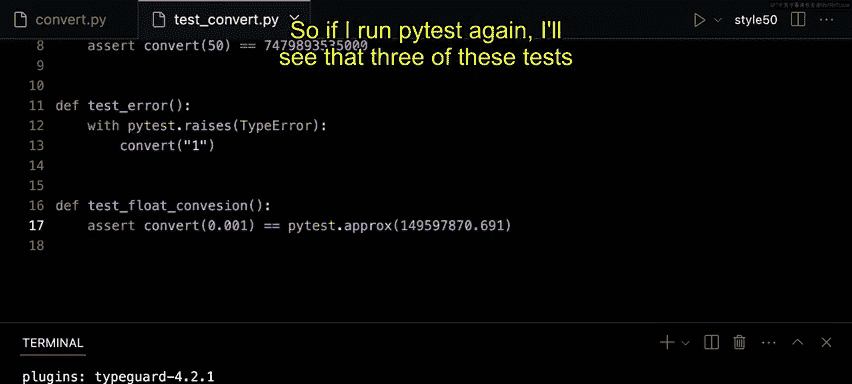 convert.py test_convert.py style50
So if I run pytest again, I'll
see that three of these tests
8 assert convert(50) == 7479893535000
9
10
11 def test_error():
12 with pytest.raises(TypeError):
13 convert("1")
14
15
16 def test_float_convesion():
17 assert convert(0.001) == pytest.approx(149597870.691)
18
TERMINAL
plugins: typeguard-4.2.1